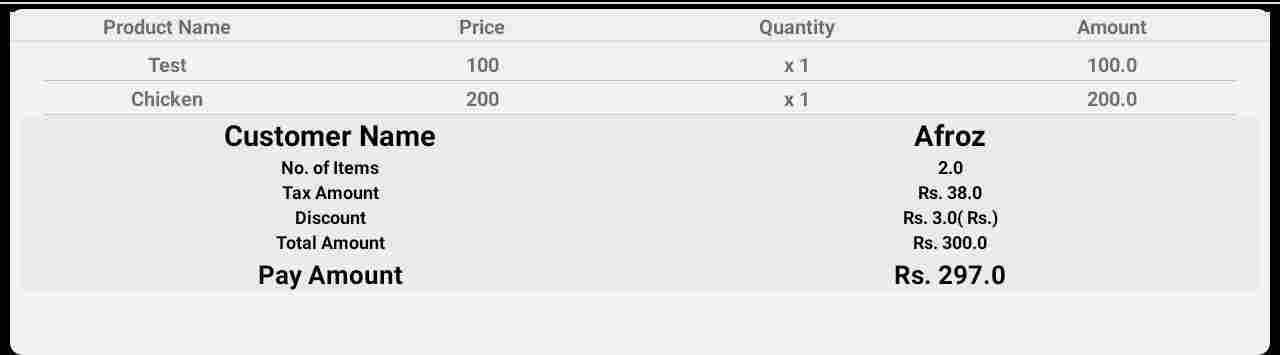 Product Name Price Quantity Amount
Test 100 x 1 100.0
Chicken 200 x 1 200.0
Customer Name Afroz
No. of Items 2.0
Tax Amount Rs. 38.0
Discount Rs. 3.0( Rs.)
Total Amount Rs. 300.0
Pay Amount Rs. 297.0